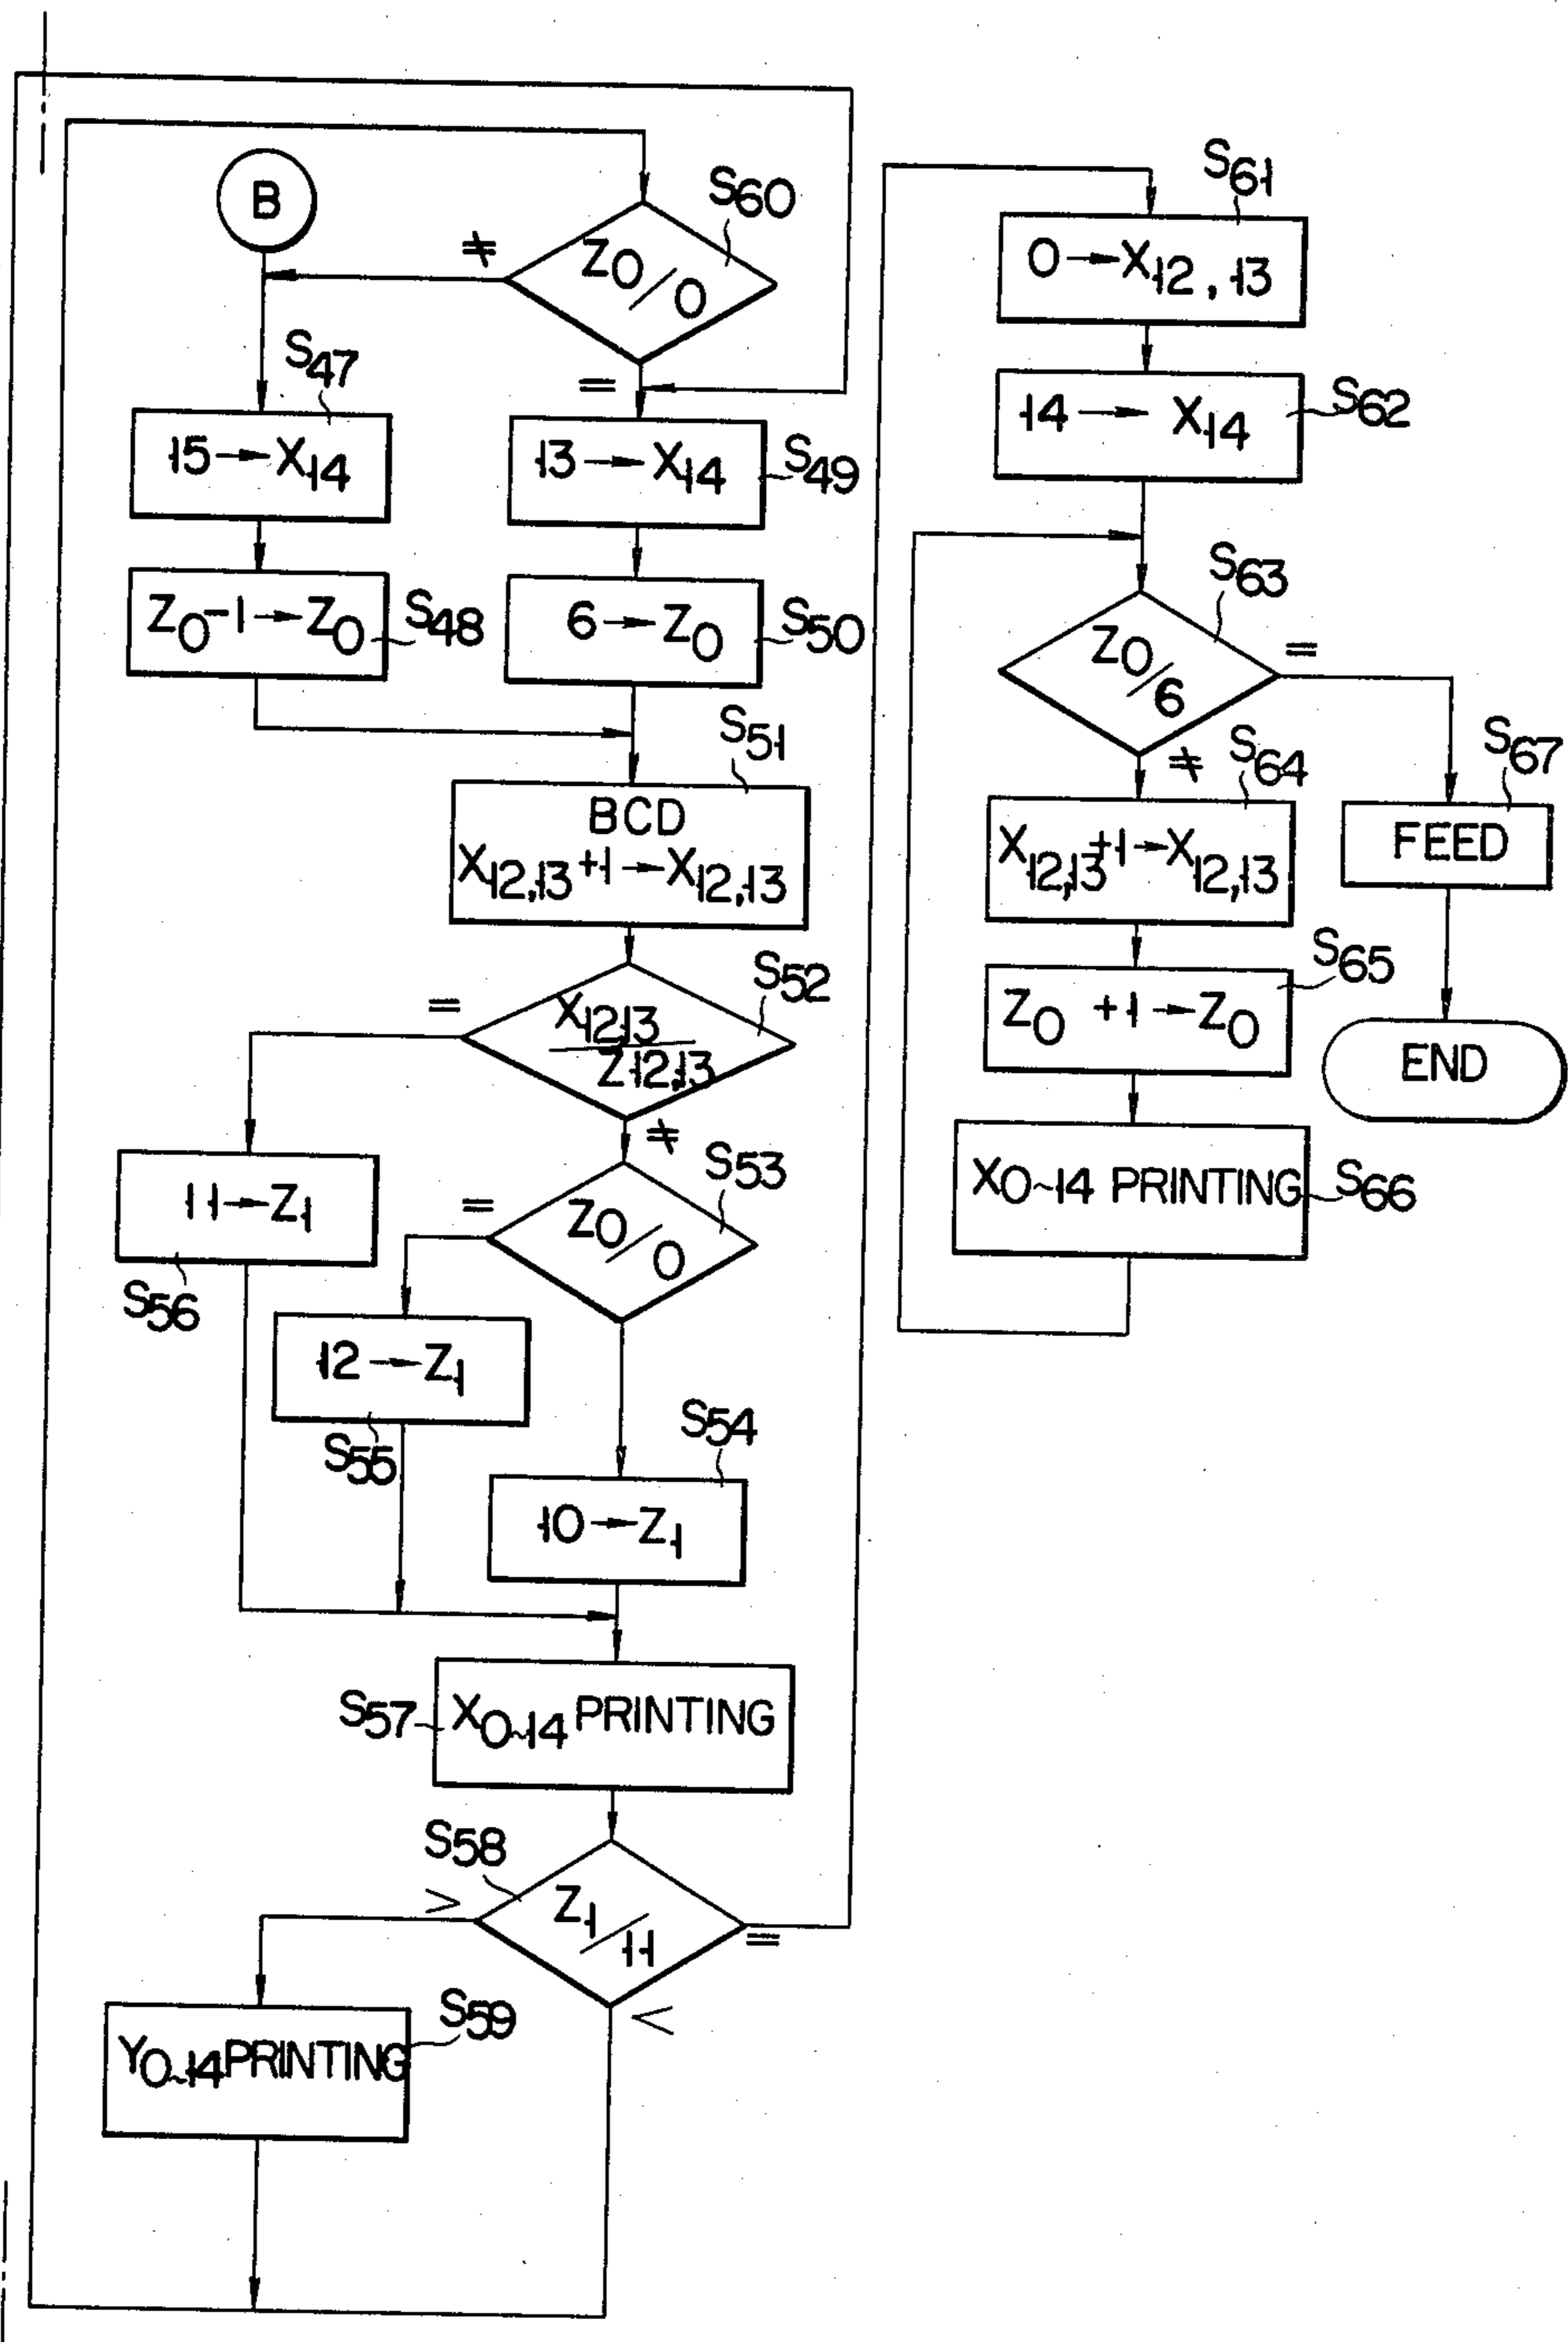 B
S60
Z0/0
≠
=
S47
15→X14
Z0-1→Z0
S48
13→X14
S49
6→Z0
S50
S51
BCD
X12,13+1→X12,13
S52
X12,13/Z12,13
=
≠
S53
Z0/0
=
11→Z1
S56
12→Z1
S55
S54
10→Z1
S57
X0~14 PRINTING
S58
Z1/11
>
=
<
S59
Y0~14 PRINTING
S61
0→X12,13
14→X14
S62
S63
Z0/6
=
≠
S64
X12,13+1→X12,13
S65
Z0 +1→Z0
X0~14 PRINTING
S66
S67
FEED
END